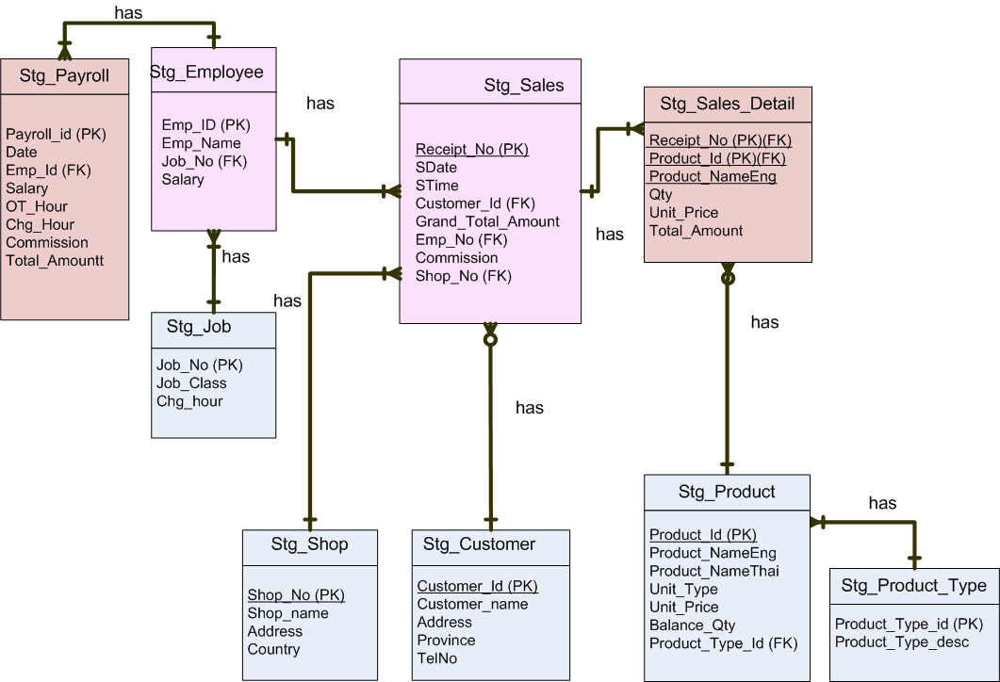 has
Stg_Payroll
Payroll_id (PK)
Date
Emp_Id (FK)
Salary
OT_Hour
Chg_Hour
Commission
Total_Amountt
Stg_Employee
Emp_ID (PK)
Emp_Name
Job_No (FK)
Salary
has
has
Stg_Job
Job_No (PK)
Job_Class
Chg_hour
Stg_Sales
Receipt_No (PK)
SDate
STime
Customer_Id (FK)
Grand_Total_Amount
Emp_No (FK)
Commission
Shop_No (FK)
has
Stg_Sales_Detail
Receipt_No (PK)(FK)
Product_Id (PK)(FK)
Product_NameEng
Qty
Unit_Price
Total_Amount
has
has
has
Stg_Shop
Shop_No (PK)
Shop_name
Address
Country
Stg_Customer
Customer_Id (PK)
Customer_name
Address
Province
TelNo
Stg_Product
Product_Id (PK)
Product_NameEng
Product_NameThai
Unit_Type
Unit_Price
Balance_Qty
Product_Type_Id (FK)
has
Stg_Product_Type
Product_Type_id (PK)
Product_Type_desc